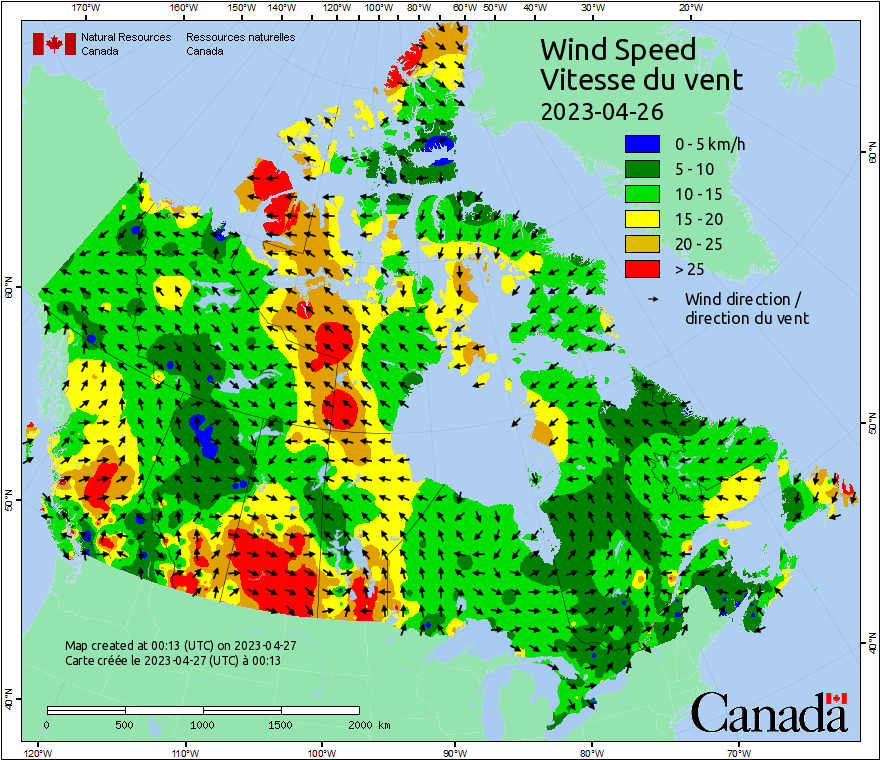 170°W 160°W 150°W 140°W 120°W 100°W 80°W 60°W 50°W 40°W 30°W 20°W
Natural Resources Ressources naturelles
Canada Canada
Wind Speed
Vitesse du vent
2023-04-26
0 - 5 km/h
5 - 10
10 - 15
15 - 20
20 - 25
> 25
Wind direction /
direction du vent
60°N
60°N
50°N
50°N
40°N
40°N
Map created at 00:13 (UTC) on 2023-04-27
Carte créée le 2023-04-27 (UTC) à 00:13
0 500 1000 1500 2000 km
Canada
120°W 110°W 100°W 90°W 80°W 70°W